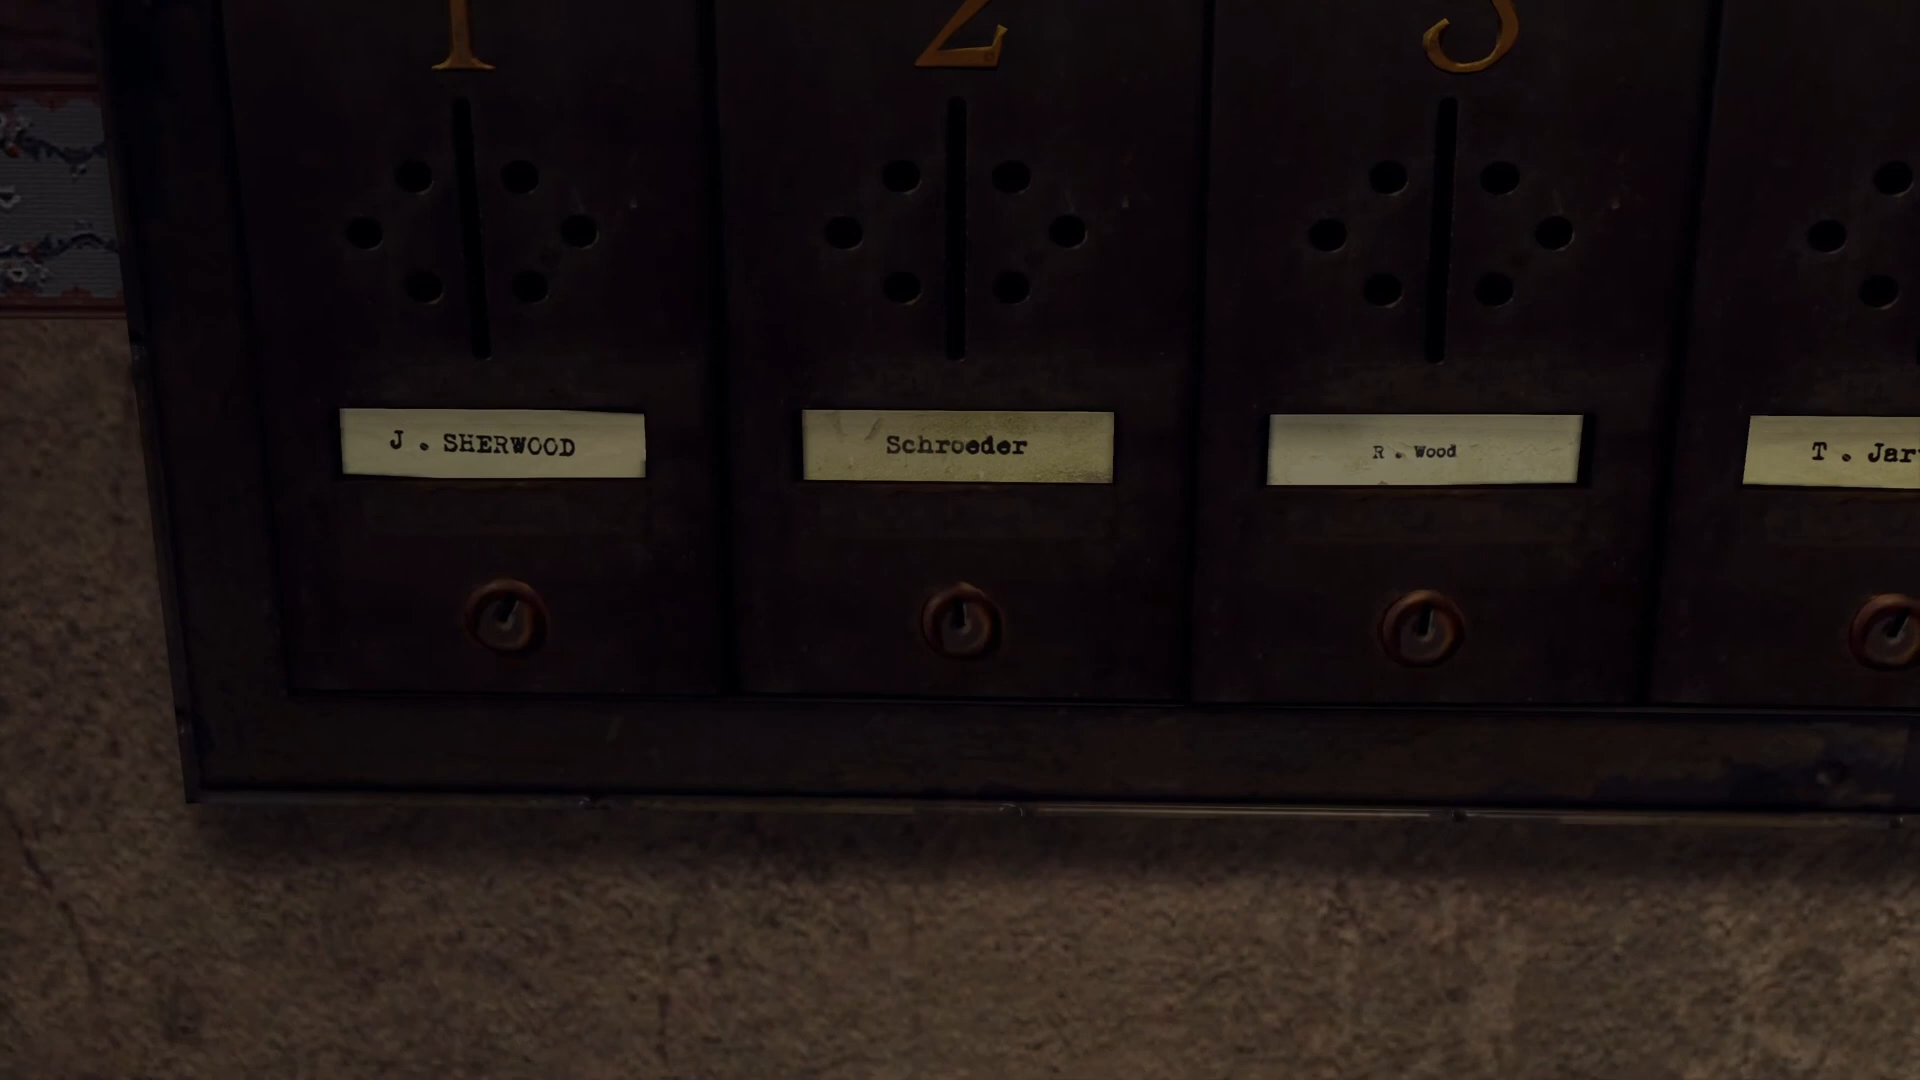 1 2 3
J . SHERWOOD
Schroeder
R . Wood
T .